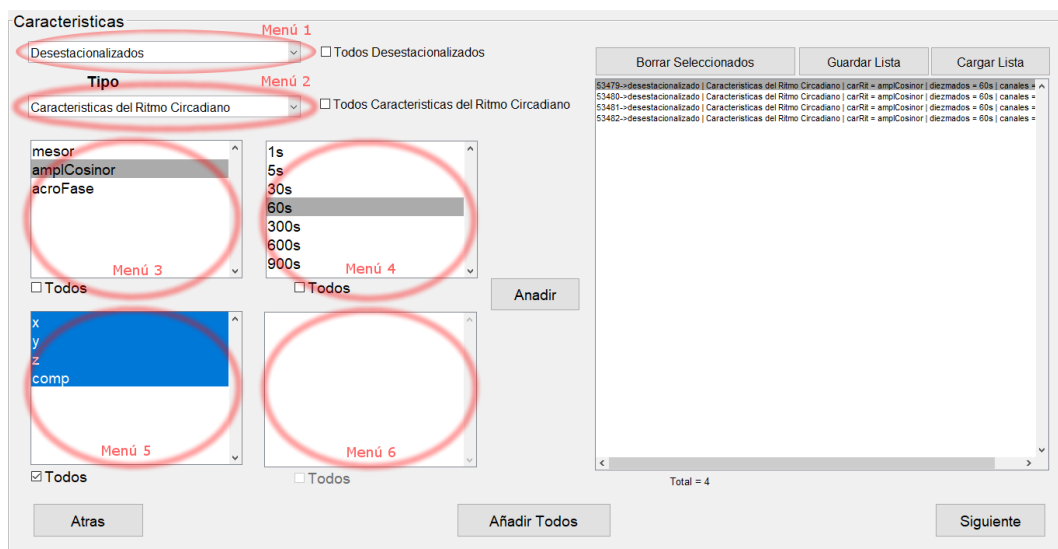 Caracteristicas
Menú 1
Desestacionalizados
Todos Desestacionalizados
Tipo
Menú 2
Caracteristicas del Ritmo Circadiano
Todos Caracteristicas del Ritmo Circadiano
mesor
amplCosinor
acroFase
Menú 3
Todos
1s
5s
30s
60s
300s
600s
900s
Menú 4
Todos
Anadir
x
y
z
comp
Menú 5
Todos
Menú 6
Todos
Borrar Seleccionados
Guardar Lista
Cargar Lista
53479->desestacionalizado | Caracteristicas del Ritmo Circadiano | carRit = amplCosinor | diezmados = 60s | canales =
53480->desestacionalizado | Caracteristicas del Ritmo Circadiano | carRit = amplCosinor | diezmados = 60s | canales =
53481->desestacionalizado | Caracteristicas del Ritmo Circadiano | carRit = amplCosinor | diezmados = 60s | canales =
53482->desestacionalizado | Caracteristicas del Ritmo Circadiano | carRit = amplCosinor | diezmados = 60s | canales =
Total = 4
Atras
Añadir Todos
Siguiente